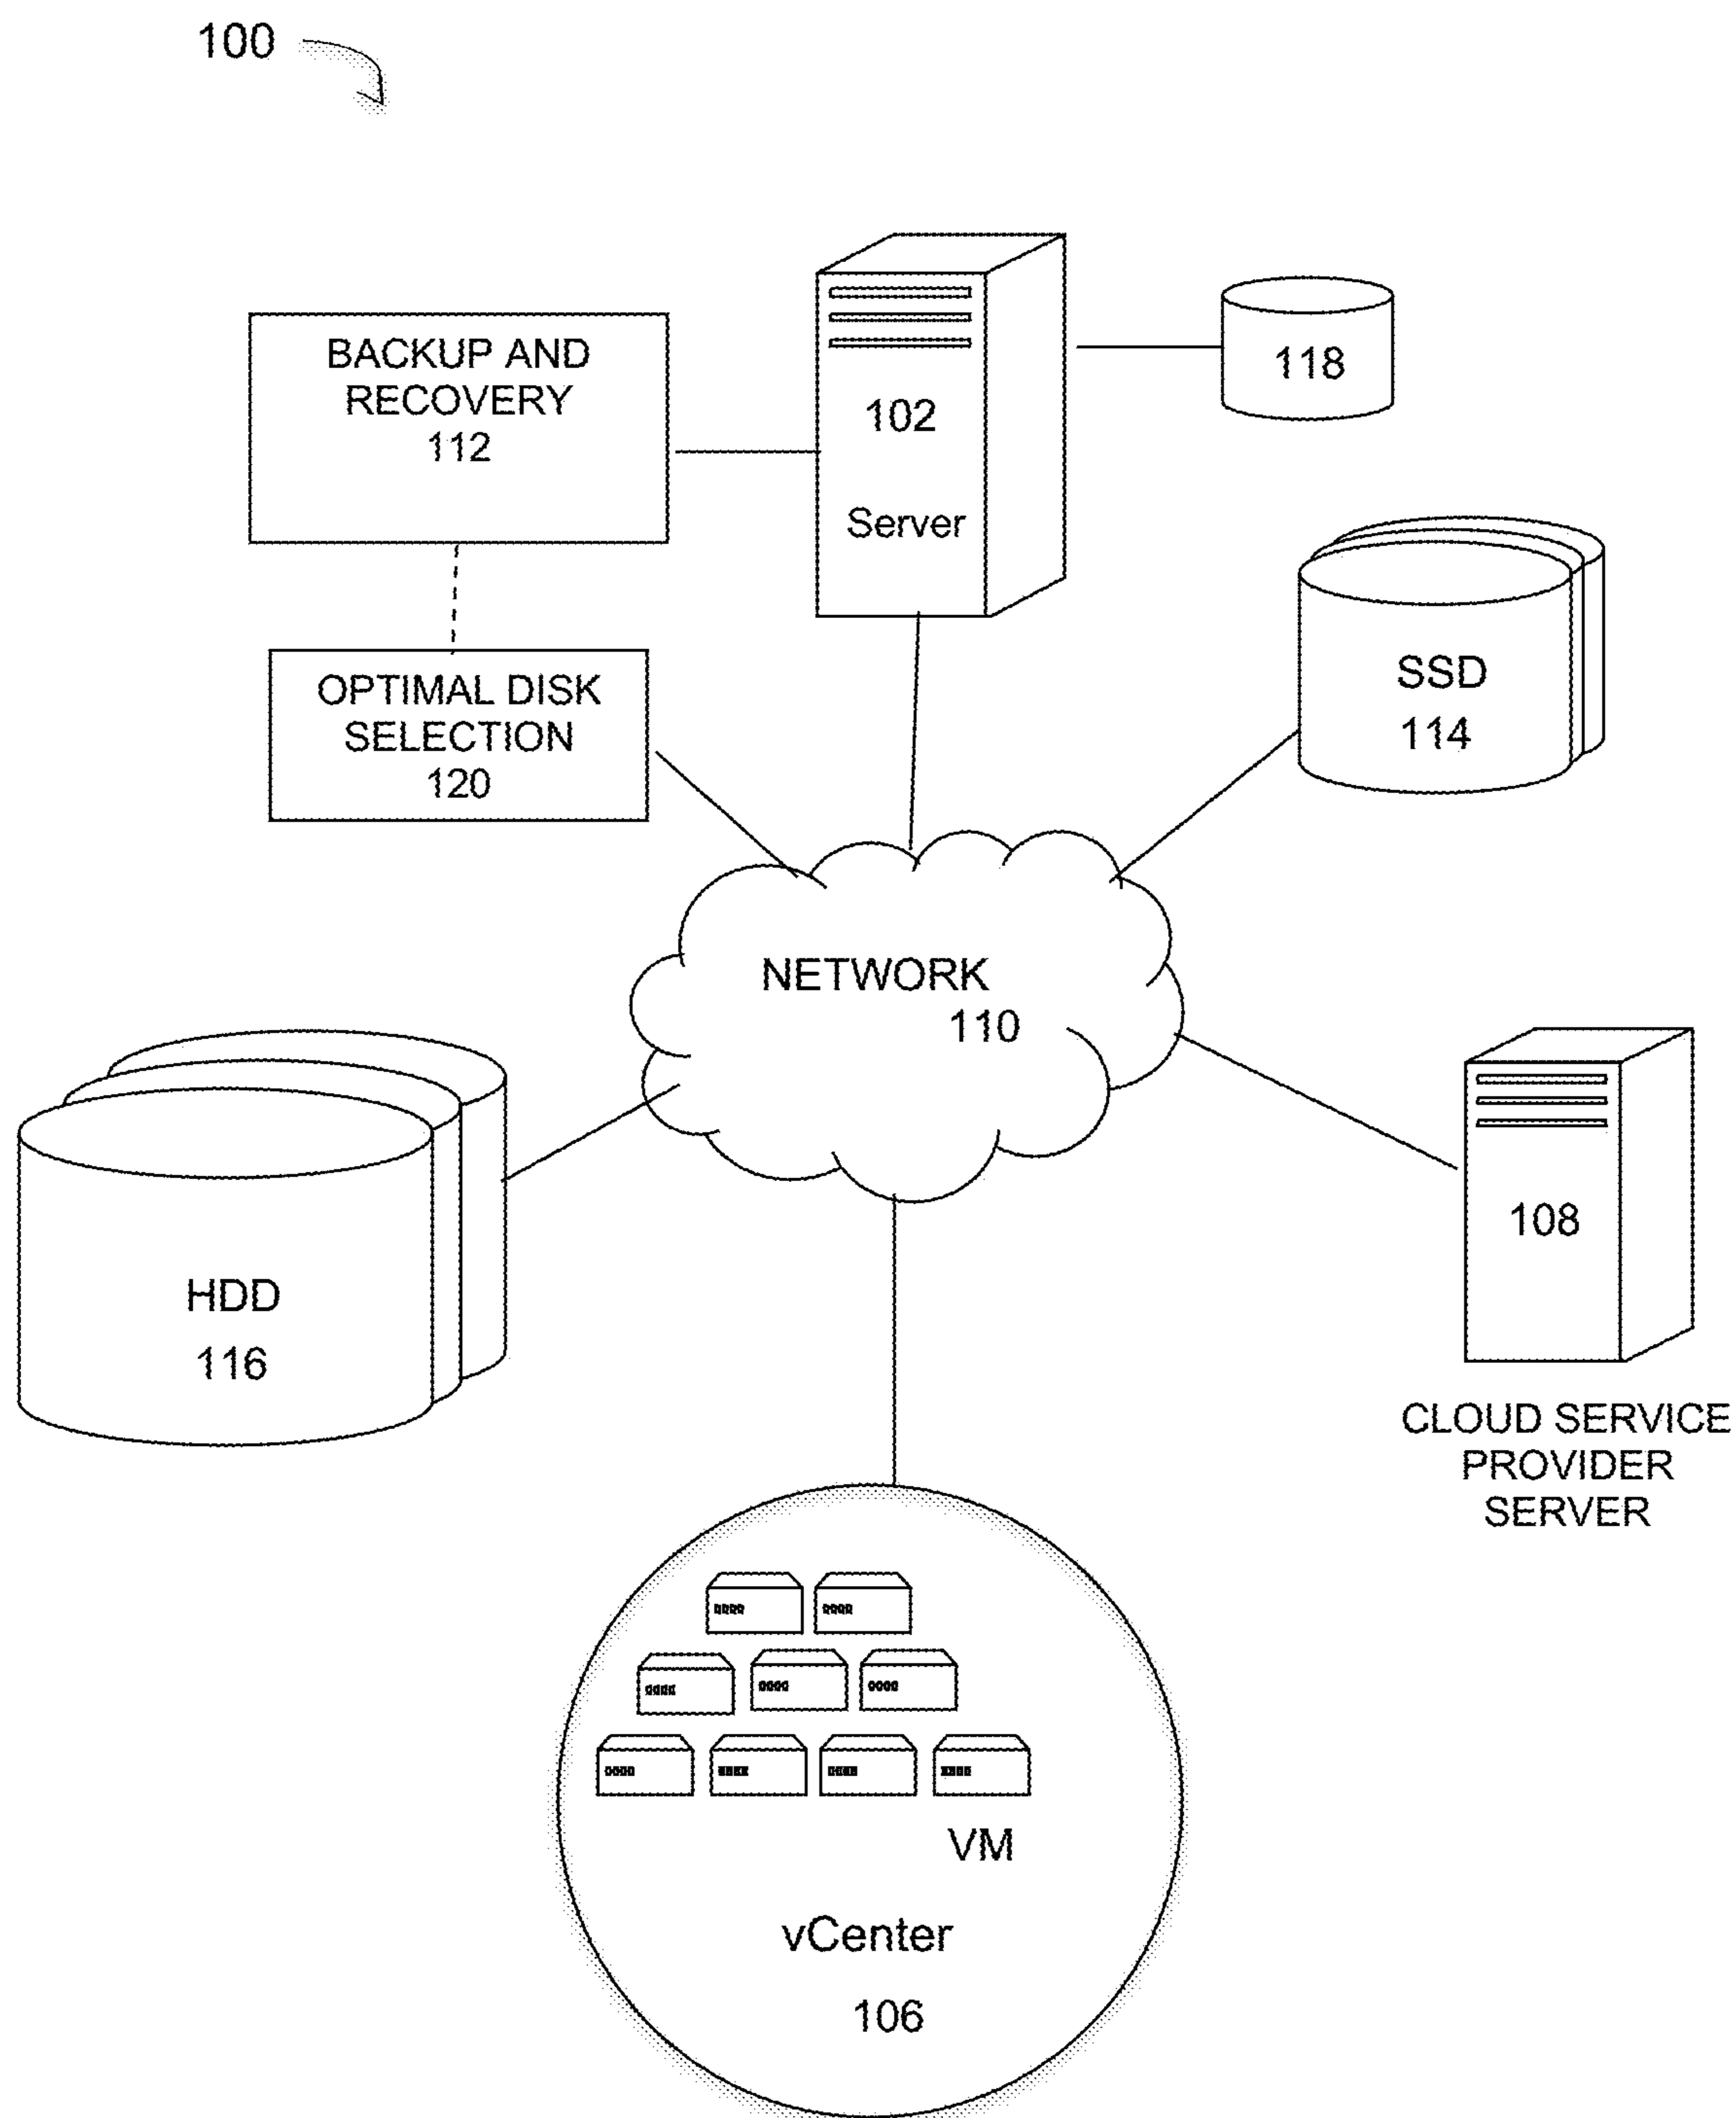 100
BACKUP AND
RECOVERY
112
102
Server
118
OPTIMAL DISK
SELECTION
120
SSD
114
NETWORK
110
HDD
116
108
CLOUD SERVICE
PROVIDER
SERVER
VM
vCenter
106